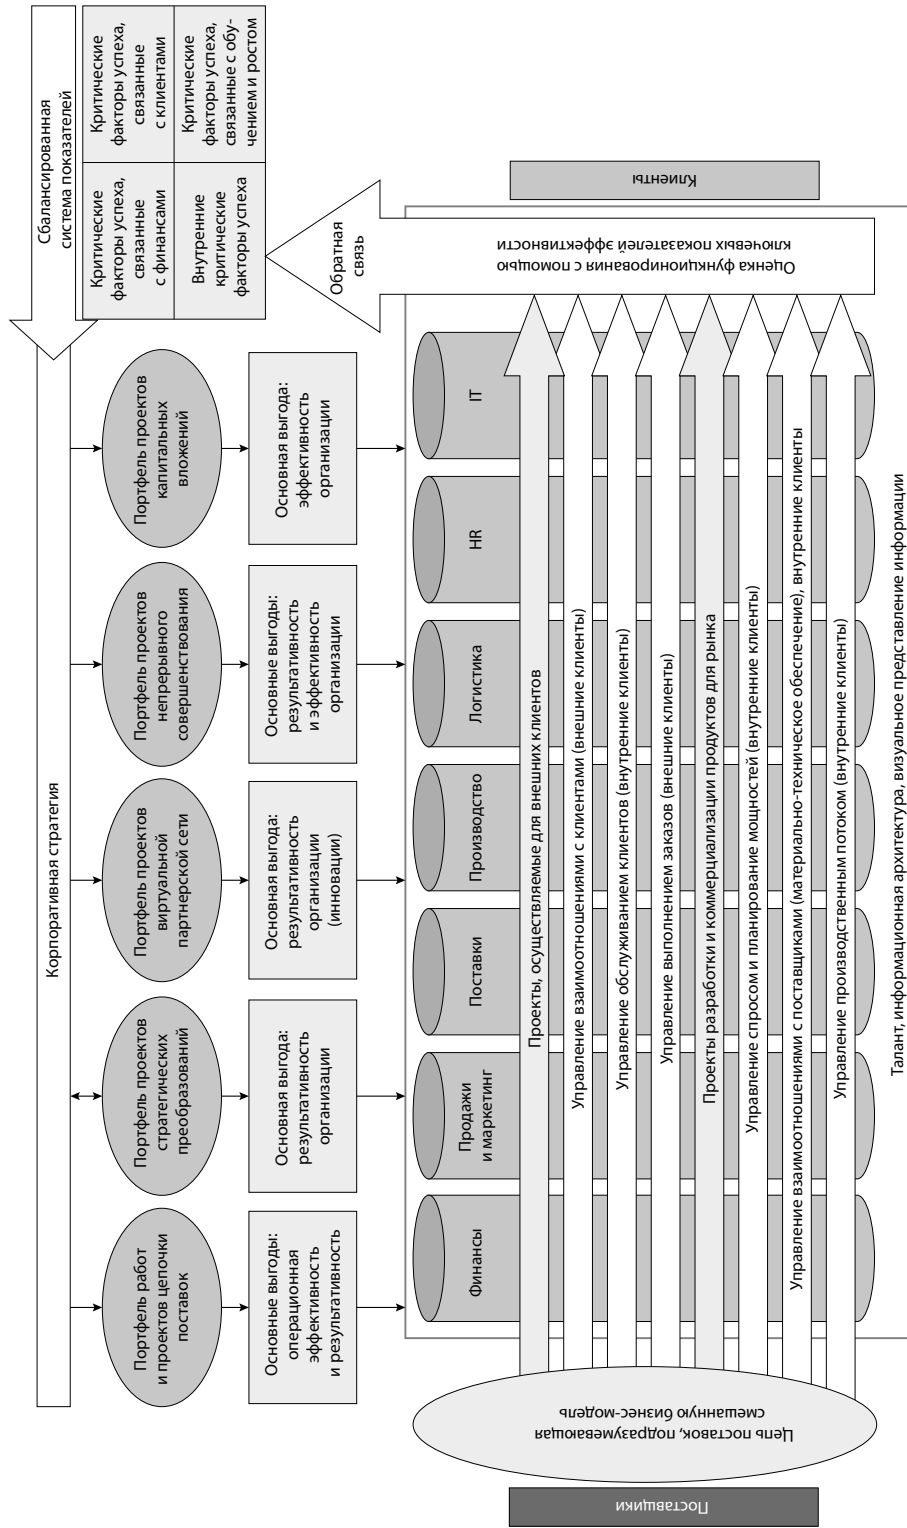 Корпоративная стратегия
Сбалансированная
система показателей
Портфель работ
и проектов цепочки
поставок
Портфель проектов
стратегических
преобразований
Портфель проектов
виртуальной
партнерской сети
Портфель проектов
непрерывного
совершенствования
Портфель проектов
капитальных
вложений
Критические
факторы успеха,
связанные
с финансами
Критические
факторы успеха,
связанные
с клиентами
Внутренние
критические
факторы успеха
Критические
факторы успеха,
связанные с обу-
чением и ростом
Основные выгоды:
операционная
эффективность
и результативность
Основная выгода:
результативность
организации
Основная выгода:
результативность
организации
(инновации)
Основные выгоды:
результативность
и эффективность
организации
Основная выгода:
эффективность
организации
Обратная
связь
Финансы
Продажи
и маркетинг
Поставки
Производство
Логистика
HR
IT
Поставщики
Цепь поставок, подразумевающая
смешанную бизнес-модель
Проекты, осуществляемые для внешних клиентов
Управление взаимоотношениями с клиентами (внешние клиенты)
Управление обслуживанием клиентов (внутренние клиенты)
Управление выполнением заказов (внешние клиенты)
Проекты разработки и коммерциализации продуктов для рынка
Управление спросом и планирование мощностей (внутренние клиенты)
Управление взаимоотношениями с поставщиками (материально-техническое обеспечение), внутренние клиенты
Управление производственным потоком (внутренние клиенты)
Оценка функционирования с помощью
ключевых показателей эффективности
Клиенты
Талант, информационная архитектура, визуальное представление информации